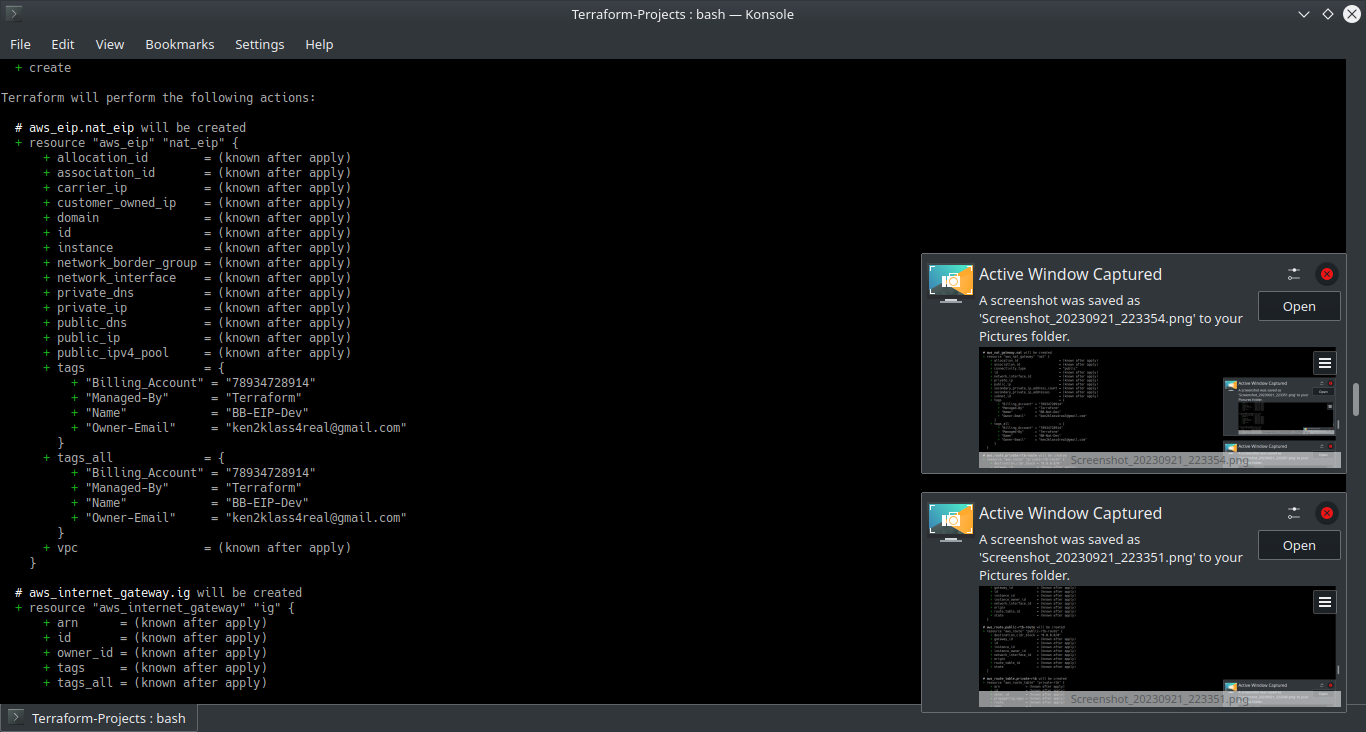 Terraform-Projects : bash — Konsole
File Edit View Bookmarks Settings Help
+ create
Terraform will perform the following actions:
# aws_eip.nat_eip will be created
+ resource "aws_eip" "nat_eip" {
+ allocation_id = (known after apply)
+ association_id = (known after apply)
+ carrier_ip = (known after apply)
+ customer_owned_ip = (known after apply)
+ domain = (known after apply)
+ id = (known after apply)
+ instance = (known after apply)
+ network_border_group = (known after apply)
+ network_interface = (known after apply)
+ private_dns = (known after apply)
+ private_ip = (known after apply)
+ public_dns = (known after apply)
+ public_ip = (known after apply)
+ public_ipv4_pool = (known after apply)
+ tags = {
+ "Billing_Account" = "78934728914"
+ "Managed-By" = "Terraform"
+ "Name" = "BB-EIP-Dev"
+ "Owner-Email" = "ken2klass4real@gmail.com"
}
+ tags_all = {
+ "Billing_Account" = "78934728914"
+ "Managed-By" = "Terraform"
+ "Name" = "BB-EIP-Dev"
+ "Owner-Email" = "ken2klass4real@gmail.com"
}
+ vpc = (known after apply)
}
# aws_internet_gateway.ig will be created
+ resource "aws_internet_gateway" "ig" {
+ arn = (known after apply)
+ id = (known after apply)
+ owner_id = (known after apply)
+ tags = (known after apply)
+ tags_all = (known after apply)
Active Window Captured
A screenshot was saved as
'Screenshot_20230921_223354.png' to your
Pictures folder.
Open
Screenshot_20230921_223354.png
Active Window Captured
A screenshot was saved as
'Screenshot_20230921_223351.png' to your
Pictures folder.
Open
Screenshot_20230921_223351.png
Terraform-Projects : bash